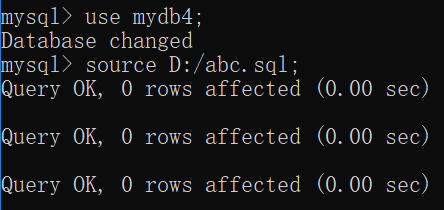 mysql> use mydb4;
Database changed
mysql> source D:/abc.sql;
Query OK, 0 rows affected (0.00 sec)
Query OK, 0 rows affected (0.00 sec)
Query OK, 0 rows affected (0.00 sec)